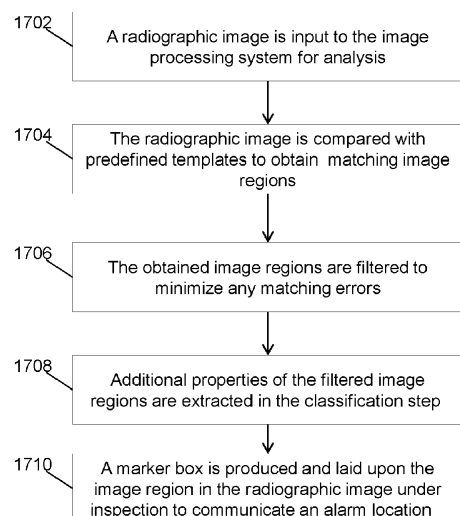 1702
A radiographic image is input to the image
processing system for analysis
1704
The radiographic image is compared with
predefined templates to obtain matching image
regions
1706
The obtained image regions are filtered to
minimize any matching errors
1708
Additional properties of the filtered image
regions are extracted in the classification step
1710
A marker box is produced and laid upon the
image region in the radiographic image under
inspection to communicate an alarm location